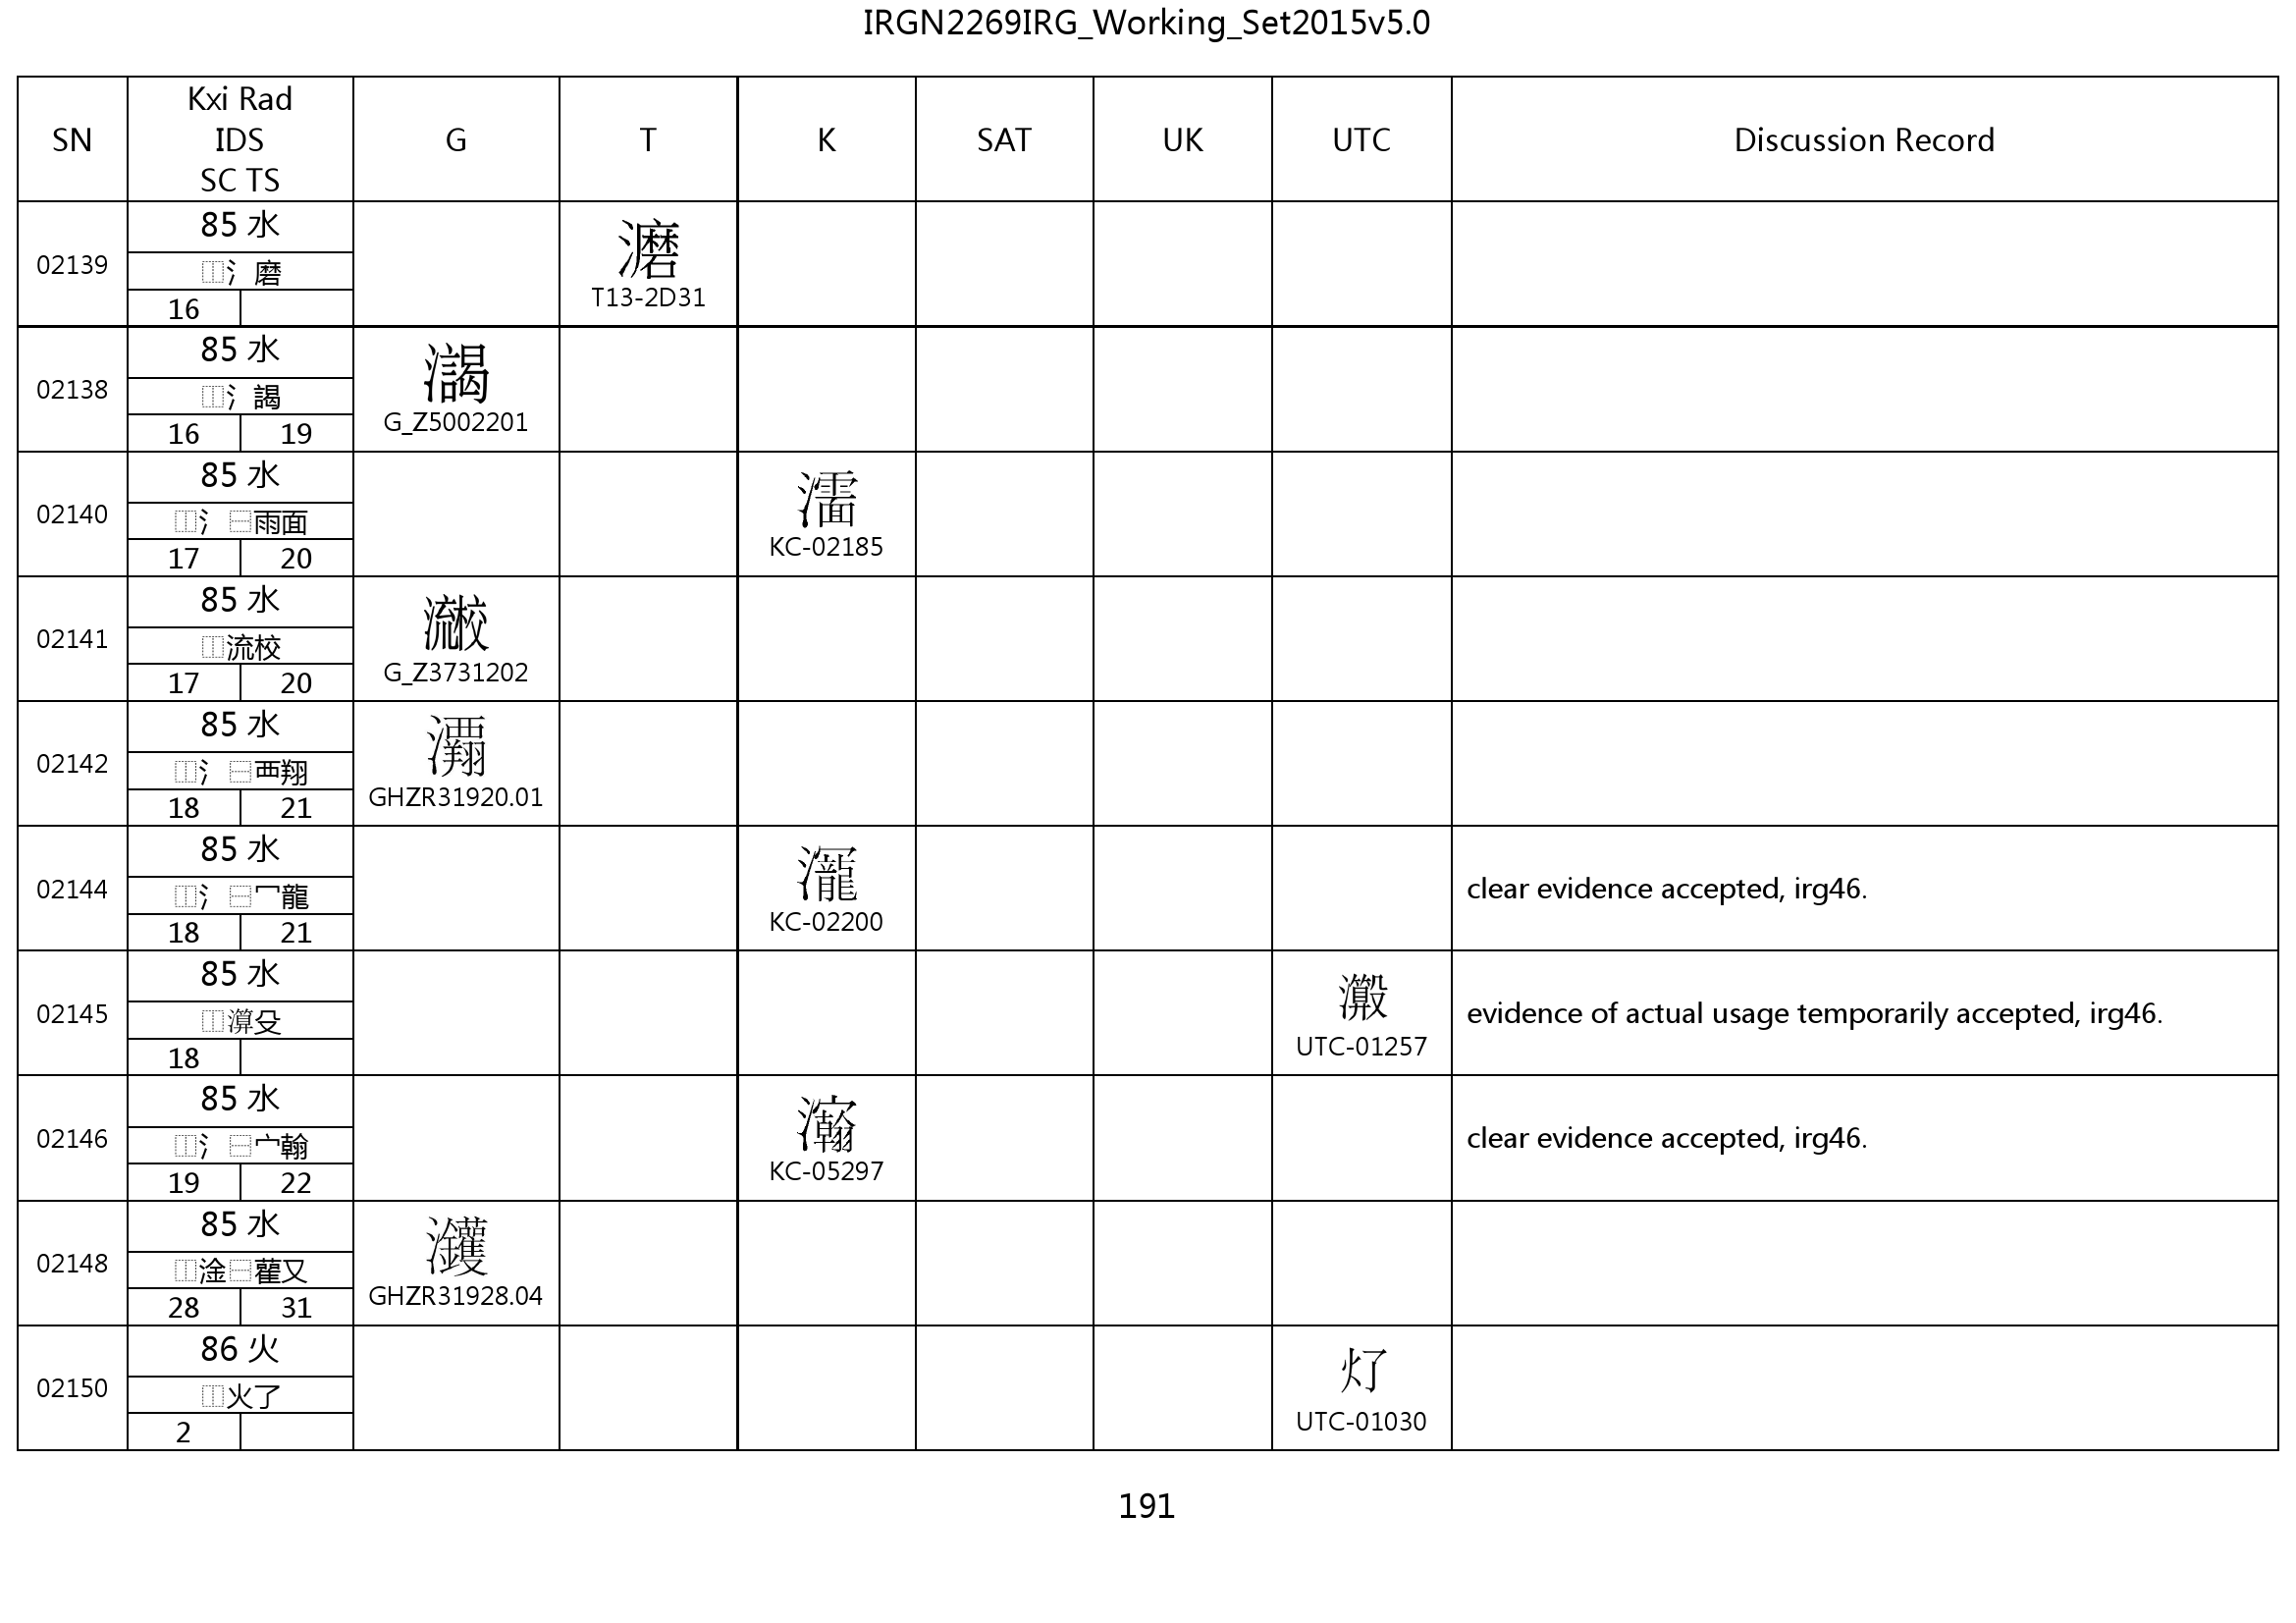 IRGN2269IRG_Working_Set2015v5.0
SN Kxi Rad IDS SC TS G T K SAT UK UTC Discussion Record
02139 85 水
⿰氵磨
16
T13-2D31
02138 85 水
⿰氵謁
16 19
G_Z5002201
02140 85 水
⿰氵⿱雨面
17 20
KC-02185
02141 85 水
⿰流校
17 20
G_Z3731202
02142 85 水
⿰氵⿱覀翔
18 21
GHZR31920.01
02144 85 水
⿰氵⿱冖龍
18 21
KC-02200
clear evidence accepted, irg46.
02145 85 水
⿰濣殳
18
UTC-01257
evidence of actual usage temporarily accepted, irg46.
02146 85 水
⿰氵⿱宀翰
19 22
KC-05297
clear evidence accepted, irg46.
02148 85 水
⿰淦⿱雚又
28 31
GHZR31928.04
02150 86 火
⿰火了
2
UTC-01030
191